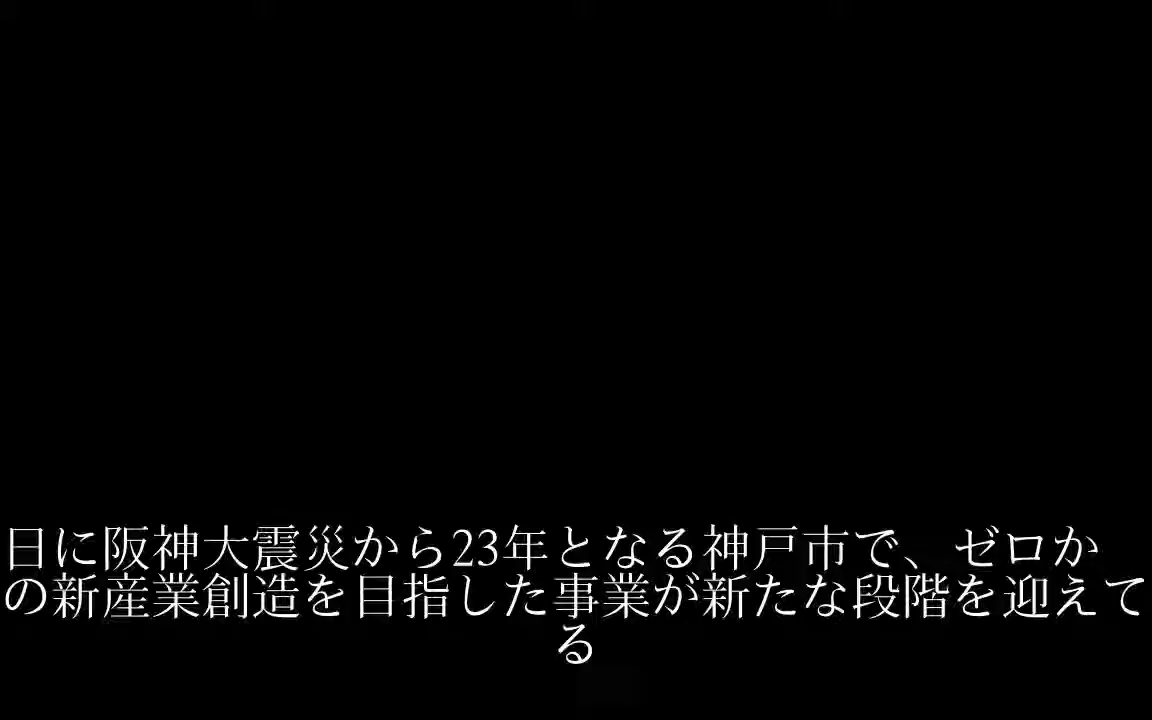 日に阪神大震災から23年となる神戸市で、ゼロか
の新産業創造を目指した事業が新たな段階を迎えて
る